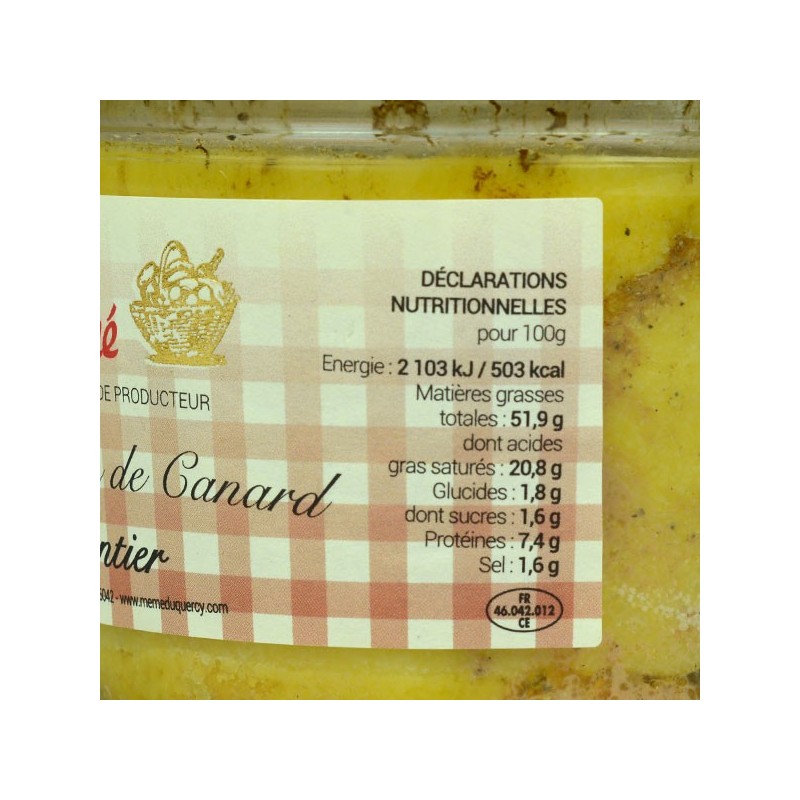 DÉCLARATIONS
NUTRITIONNELLES
pour 100g
Energie : 2 103 kJ / 503 kcal
Matières grasses
totales : 51,9 g
dont acides
gras saturés : 20,8 g
Glucides : 1,8 g
dont sucres : 1,6 g
Protéines : 7,4 g
Sel : 1,6 g
FR
46.042.012
CE
é
DE PRODUCTEUR
de Canard
ntier
042 - www.memeduquercy.com